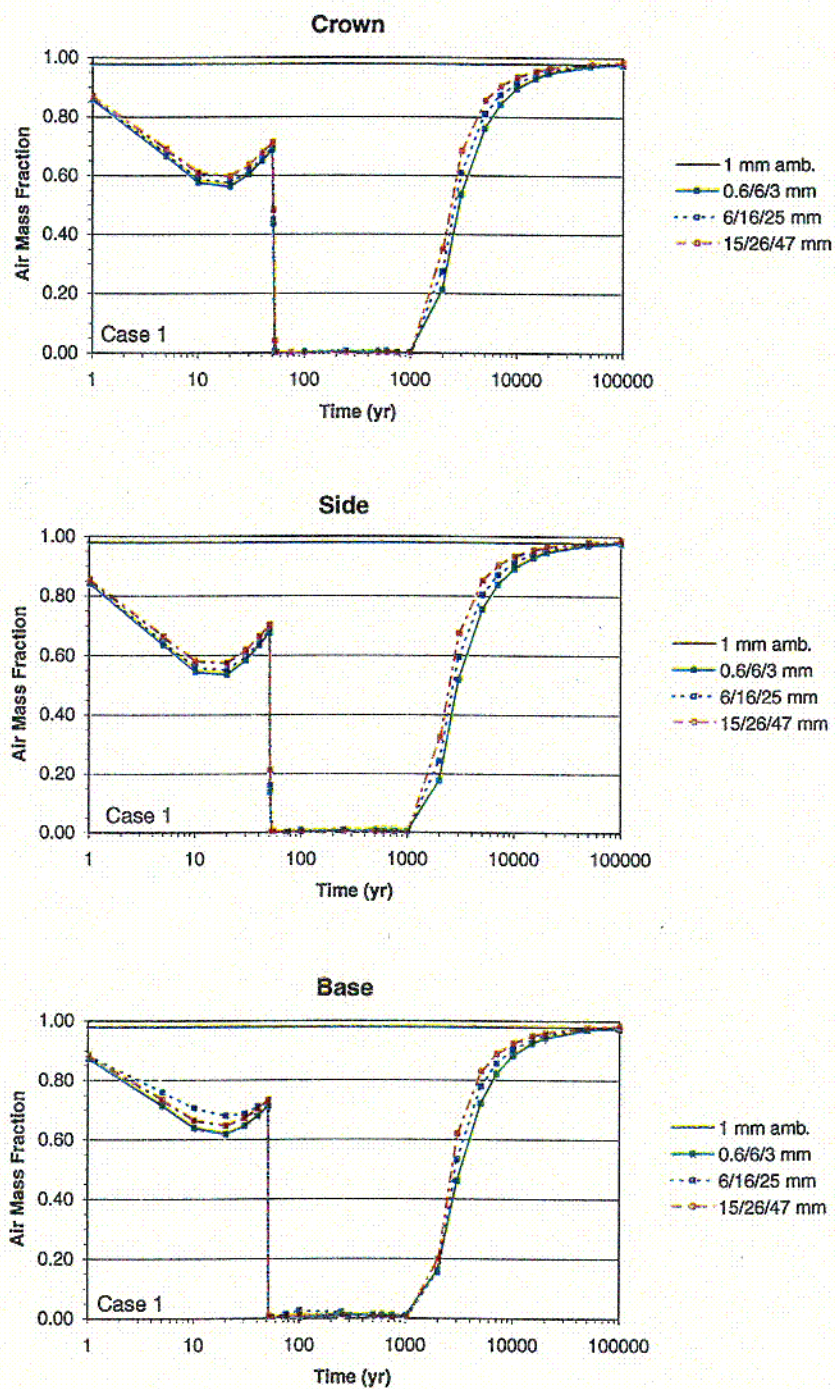 Crown
1.00
0.80
0.60
0.40
0.20
0.00
Air Mass Fraction
Case 1
1 10 100 1000 10000 100000
Time (yr)
1 mm amb.
0.6/6/3 mm
6/16/25 mm
15/26/47 mm
Side
1.00
0.80
0.60
0.40
0.20
0.00
Air Mass Fraction
Case 1
1 10 100 1000 10000 100000
Time (yr)
1 mm amb.
0.6/6/3 mm
6/16/25 mm
15/26/47 mm
Base
1.00
0.80
0.60
0.40
0.20
0.00
Air Mass Fraction
Case 1
1 10 100 1000 10000 100000
Time (yr)
1 mm amb.
0.6/6/3 mm
6/16/25 mm
15/26/47 mm